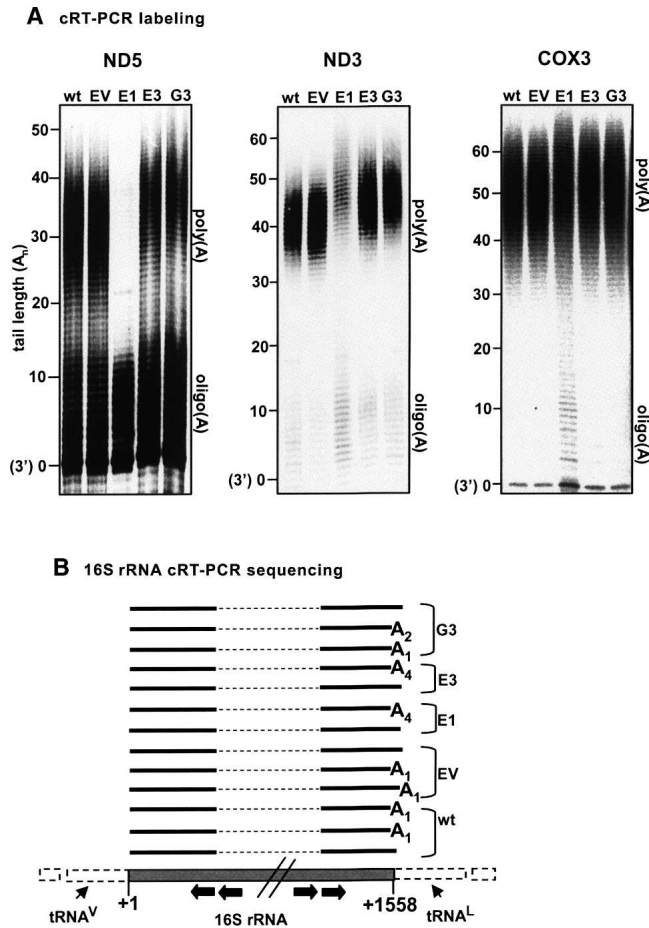 A cRT-PCR labeling
ND5
ND3
COX3
wt EV E1 E3 G3
wt EV E1 E3 G3
wt E1 EV E3 G3
tail length (An)
50
40
30
20
10
(3') 0
poly(A)
oligo(A)
60
50
40
30
20
10
(3') 0
poly(A)
oligo(A)
60
50
40
30
20
10
(3') 0
poly(A)
oligo(A)
B 16S rRNA cRT-PCR sequencing
A2
G3
A1
A4
E3
A4
E1
A1
EV
A1
A1
wt
A1
tRNAV
+1
16S rRNA
+1558
tRNAL